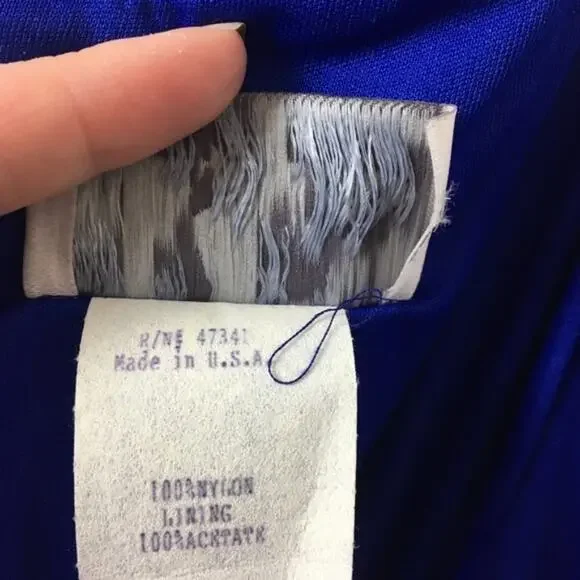 R/N# 47341
Made in U.S.A.
100%NYLON
LINING
100%ACETATE